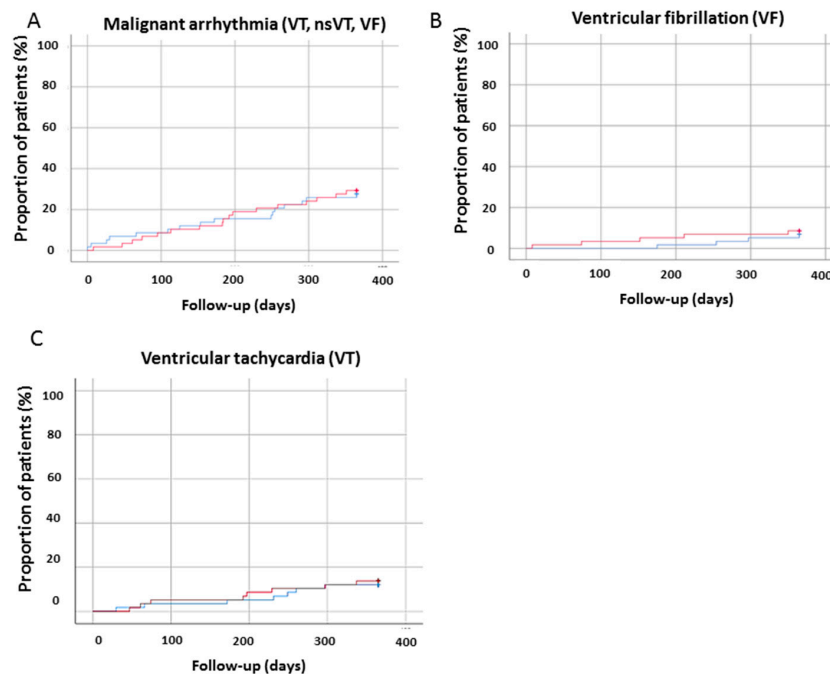 A
Malignant arrhythmia (VT, nsVT, VF)
Proportion of patients (%)
100
80
60
40
20
0
0
100
200
300
400
Follow-up (days)
B
Ventricular fibrillation (VF)
Proportion of patients (%)
100
80
60
40
20
0
0
100
200
300
400
Follow-up (days)
C
Ventricular tachycardia (VT)
Proportion of patients (%)
100
80
60
40
20
0
0
100
200
300
400
Follow-up (days)